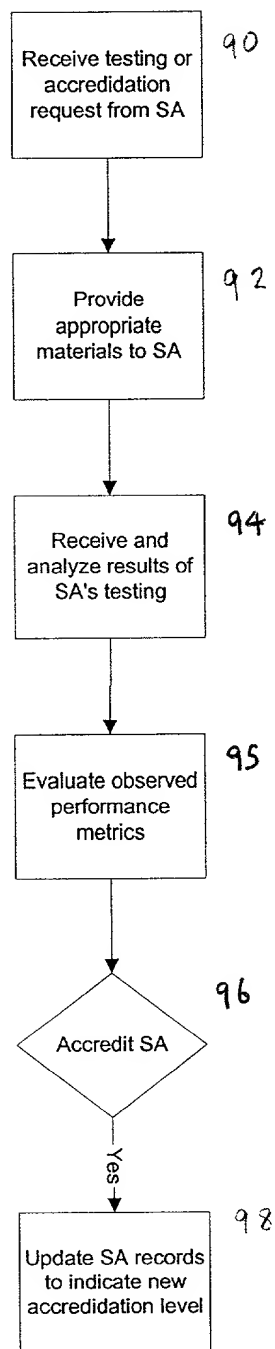 Receive testing or
accredidation
request from SA
90
Provide
appropriate
materials to SA
92
Receive and
analyze results of
SA's testing
94
Evaluate observed
performance
metrics
95
Accredit SA
96
Yes
Update SA records
to indicate new
accredidation level
98